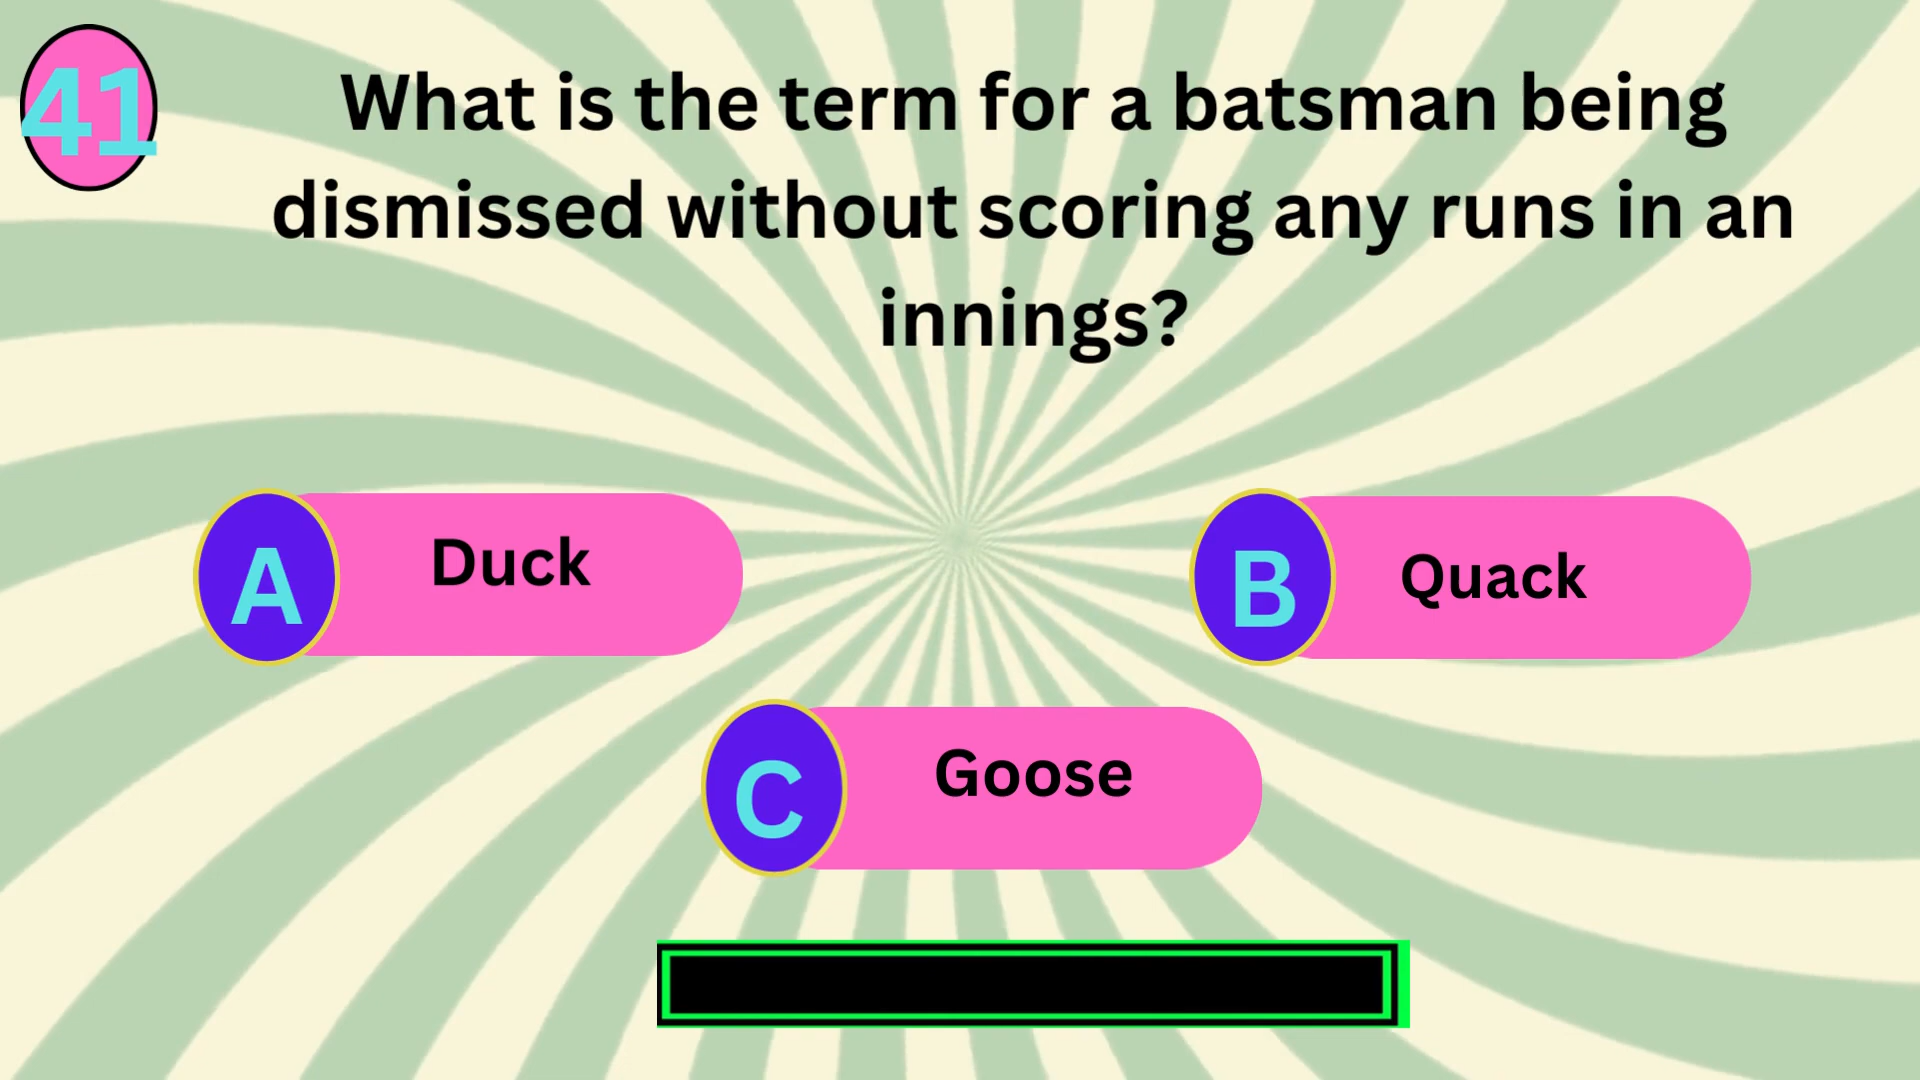 41
What is the term for a batsman being
dismissed without scoring any runs in an
innings?
A Duck
B Quack
C Goose